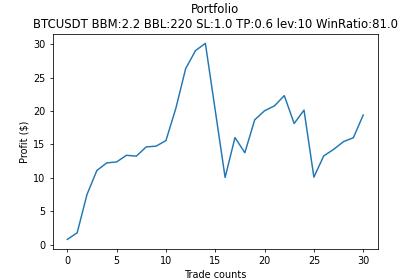 Portfolio
BTCUSDT BBM:2.2 BBL:220 SL:1.0 TP:0.6 lev:10 WinRatio:81.0
30
25
20
15
10
5
0
Profit ($)
0 5 10 15 20 25 30
Trade counts